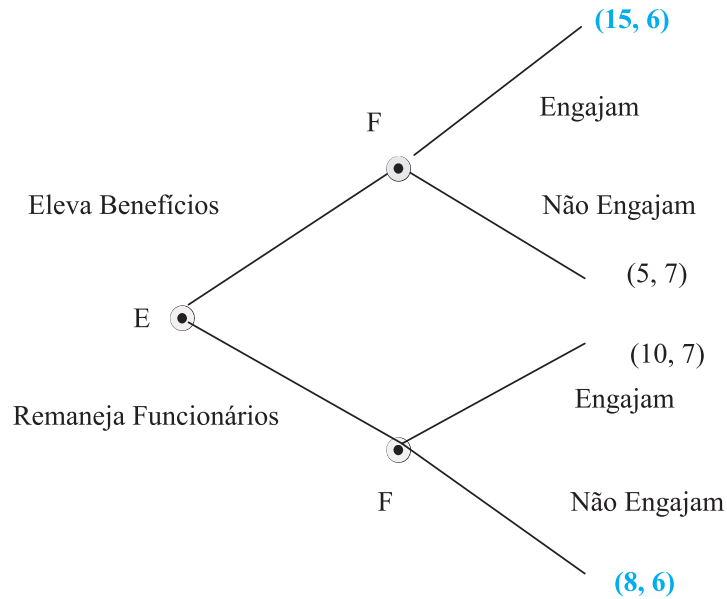 (15, 6)
Engajam
F
Eleva Benefícios
Não Engajam
(5, 7)
E
(10, 7)
Engajam
Remaneja Funcionários
F
Não Engajam
(8, 6)